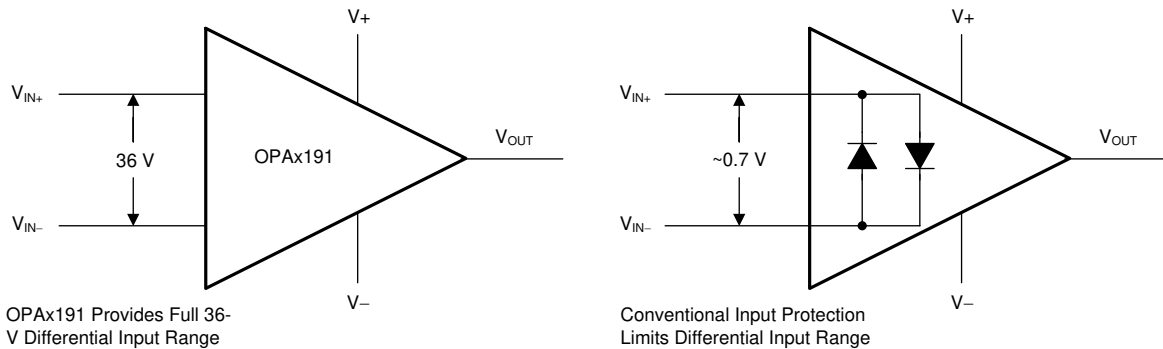 V+
V+
VIN+
VIN+
VOUT
VOUT
36 V
OPAx191
~0.7 V
VIN−
VIN−
V−
V−
OPAx191 Provides Full 36-
V Differential Input Range
Conventional Input Protection
Limits Differential Input Range